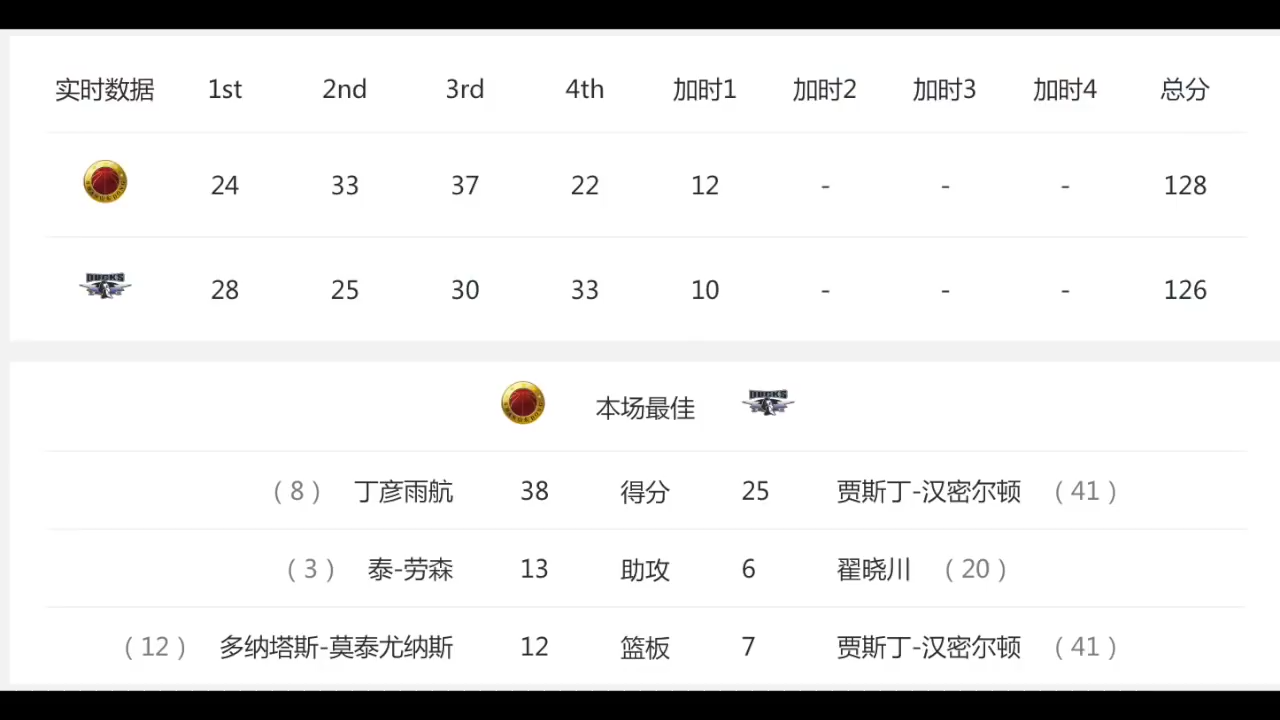 实时数据 1st 2nd 3rd 4th 加时1 加时2 加时3 加时4 总分
24 33 37 22 12 - - - 128
DUCKS 28 25 30 33 10 - - - 126
本场最佳 DUCKS
( 8 ) 丁彦雨航 38 得分 25 贾斯丁-汉密尔顿 ( 41 )
( 3 ) 泰-劳森 13 助攻 6 翟晓川 ( 20 )
( 12 ) 多纳塔斯-莫泰尤纳斯 12 篮板 7 贾斯丁-汉密尔顿 ( 41 )